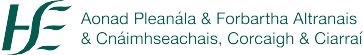 Aonad Pleanála & Forbartha Altranais
& Cnáimhseachais, Corcaigh & Ciarraí